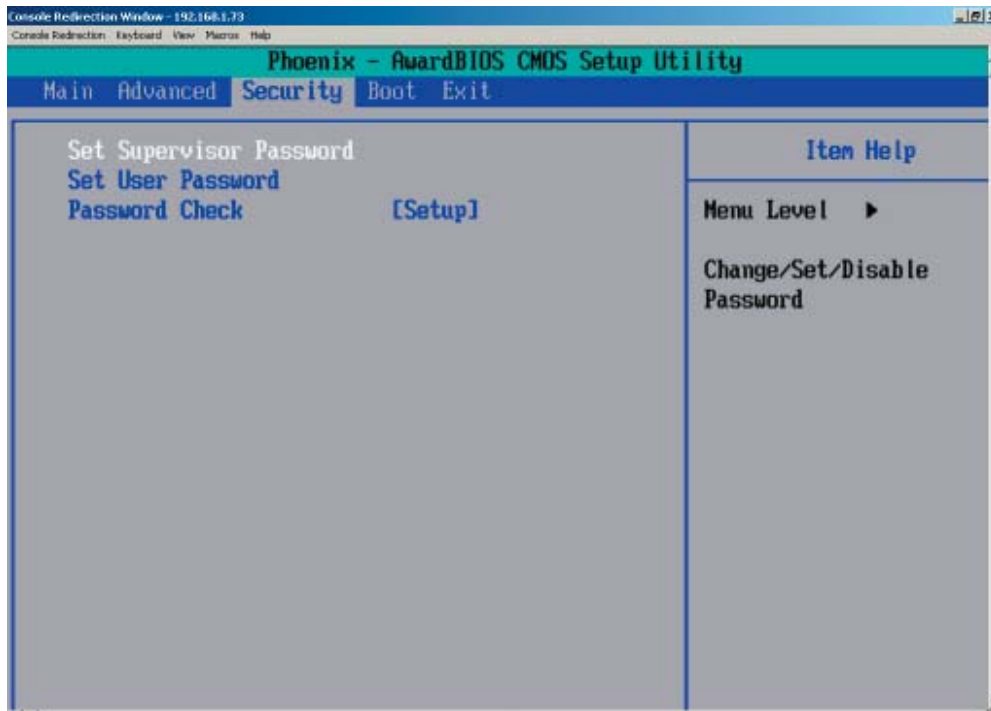 Console Redirection Window - 192.168.1.73
Console Redirection Keyboard View Macros Help
Phoenix - AwardBIOS CMOS Setup Utility
Main Advanced Security Boot Exit
Set Supervisor Password
Set User Password
Password Check [Setup]
Item Help
Menu Level ▶
Change/Set/Disable
Password